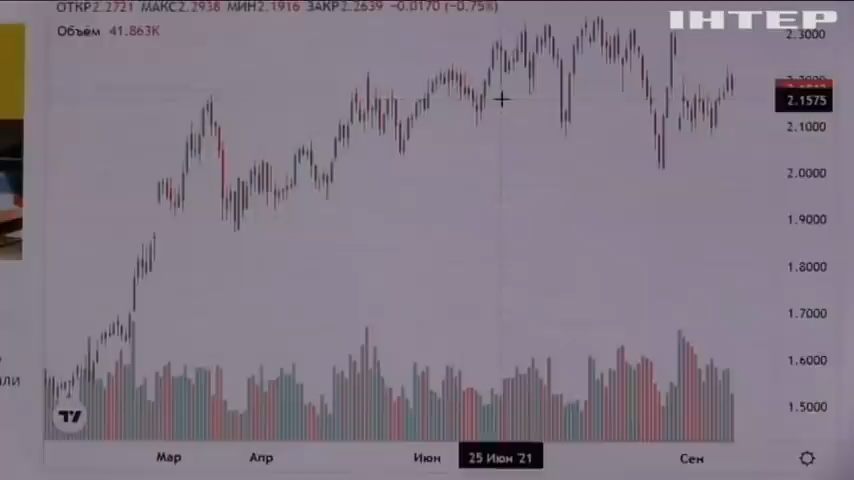 ОТКР2.2721 МАКС2.2938 МИН2.1916 ЗАКР2.2639 −0.0170 (−0.75%)
ІНТЕР
Объём 41.863K
2.3000
2.1575
2.1000
2.0000
1.9000
1.8000
1.7000
1.6000
1.5000
Мар Апр Июн 25 Июн '21 Сен